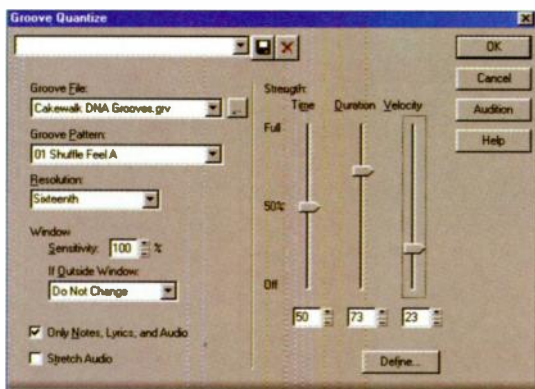 Groove Quantize
OK
Cancel
Audition
Help
Groove File:
Cakewalk DNA Grooves.grv
...
Groove Pattern:
01 Shuffle Feel A
Resolution:
Sixteenth
Window
Sensitivity: 100 %
If Outside Window:
Do Not Change
Only Notes, Lyrics, and Audio
Stretch Audio
Strength:
Time Duration Velocity
Full
50%
Off
50 73 23
Define...